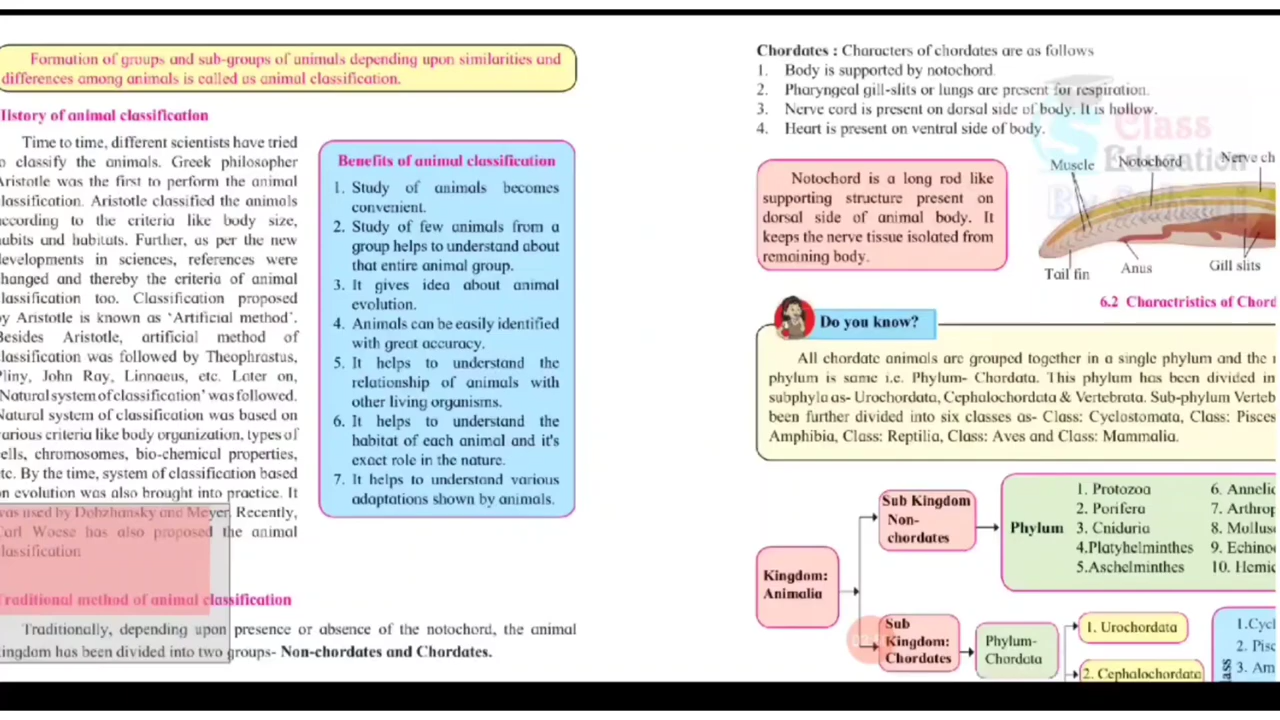 Formation of groups and sub-groups of animals depending upon similarities and
differences among animals is called as animal classification.
History of animal classification
Time to time, different scientists have tried
o classify the animals. Greek philosopher
Aristotle was the first to perform the animal
lassification. Aristotle classified the animals
ccording to the criteria like body size,
abits and habitats. Further, as per the new
evelopments in sciences, references were
hanged and thereby the criteria of animal
lassification too. Classification proposed
y Aristotle is known as 'Artificial method'.
Besides Aristotle, artificial method of
lassification was followed by Theophrastus,
Pliny, John Ray, Linnaeus, etc. Later on,
'Natural system of classification' was followed.
Natural system of classification was based on
arious criteria like body organization, types of
ells, chromosomes, bio-chemical properties,
tc. By the time, system of classification based
n evolution was also brought into practice. It
was used by Dobzhansky and Meyer. Recently,
Carl Woese has also proposed the animal
lassification
Benefits of animal classification
1. Study of animals becomes
convenient.
2. Study of few animals from a
group helps to understand about
that entire animal group.
3. It gives idea about animal
evolution.
4. Animals can be easily identified
with great accuracy.
5. It helps to understand the
relationship of animals with
other living organisms.
6. It helps to understand the
habitat of each animal and it's
exact role in the nature.
7. It helps to understand various
adaptations shown by animals.
Traditional method of animal classification
Traditionally, depending upon presence or absence of the notochord, the animal
kingdom has been divided into two groups- Non-chordates and Chordates.
Chordates : Characters of chordates are as follows
1. Body is supported by notochord.
2. Pharyngeal gill-slits or lungs are present for respiration.
3. Nerve cord is present on dorsal side of body. It is hollow.
4. Heart is present on ventral side of body.
Class
Education
Notochord is a long rod like
supporting structure present on
dorsal side of animal body. It
keeps the nerve tissue isolated from
remaining body.
Muscle Notochord Nerve ch
Tail fin Anus Gill slits
6.2 Charactristics of Chord
Do you know?
All chordate animals are grouped together in a single phylum and the
phylum is same i.e. Phylum- Chordata. This phylum has been divided in
subphyla as- Urochordata, Cephalochordata & Vertebrata. Sub-phylum Verteb
been further divided into six classes as- Class: Cyclostomata, Class: Pisces
Amphibia, Class: Reptilia, Class: Aves and Class: Mammalia.
Kingdom:
Animalia
Sub Kingdom
Non-
chordates
Phylum
1. Protozoa 6. Annelid
2. Porifera 7. Arthrop
3. Cnidaria 8. Mollus
4.Platyhelminthes 9. Echino
5.Aschelminthes 10. Hemic
Sub
Kingdom:
Chordates
Phylum-
Chordata
1. Urochordata
2. Cephalochordata
1.Cycl
2. Pisc
3. Am